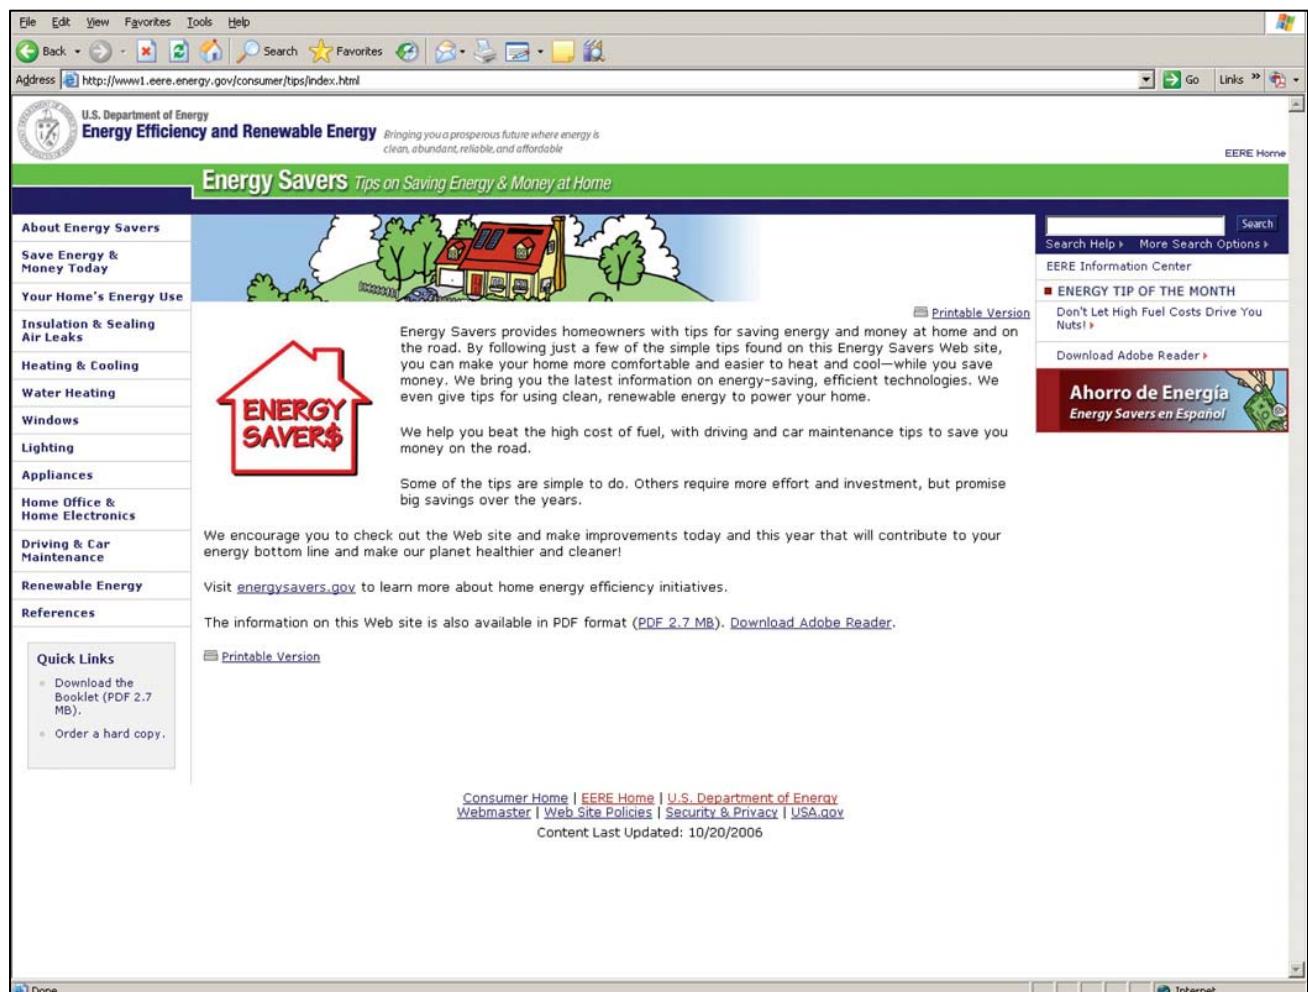 File Edit View Favorites Tools Help
Back Search Favorites
Address http://www1.eere.energy.gov/consumer/tips/index.html Go Links »
U.S. Department of Energy
Energy Efficiency and Renewable Energy
Bringing you a prosperous future where energy is
clean, abundant, reliable, and affordable
EERE Home
Energy Savers Tips on Saving Energy & Money at Home
About Energy Savers
Save Energy &
Money Today
Your Home's Energy Use
Insulation & Sealing
Air Leaks
Heating & Cooling
Water Heating
Windows
Lighting
Appliances
Home Office &
Home Electronics
Driving & Car
Maintenance
Renewable Energy
References
Quick Links
Download the
Booklet (PDF 2.7
MB).
Order a hard copy.
Printable Version
ENERGY
SAVER$
Energy Savers provides homeowners with tips for saving energy and money at home and on
the road. By following just a few of the simple tips found on this Energy Savers Web site,
you can make your home more comfortable and easier to heat and cool—while you save
money. We bring you the latest information on energy-saving, efficient technologies. We
even give tips for using clean, renewable energy to power your home.
We help you beat the high cost of fuel, with driving and car maintenance tips to save you
money on the road.
Some of the tips are simple to do. Others require more effort and investment, but promise
big savings over the years.
We encourage you to check out the Web site and make improvements today and this year that will contribute to your
energy bottom line and make our planet healthier and cleaner!
Visit energysavers.gov to learn more about home energy efficiency initiatives.
The information on this Web site is also available in PDF format (PDF 2.7 MB). Download Adobe Reader.
Printable Version
Search
Search Help More Search Options
EERE Information Center
ENERGY TIP OF THE MONTH
Don't Let High Fuel Costs Drive You
Nuts!
Download Adobe Reader
Ahorro de Energía
Energy Savers en Español
Consumer Home | EERE Home | U.S. Department of Energy
Webmaster | Web Site Policies | Security & Privacy | USA.gov
Content Last Updated: 10/20/2006
Done Internet